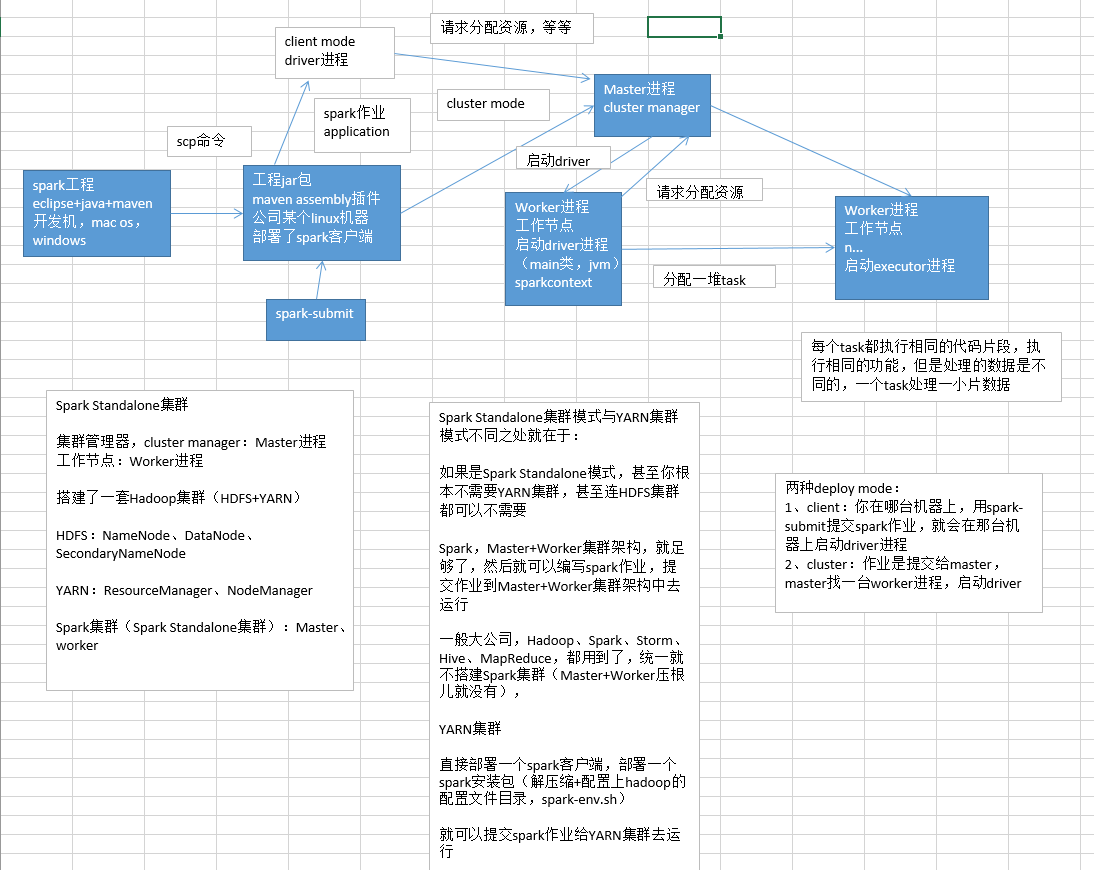 请求分配资源，等等
client mode
driver进程
Master进程
cluster manager
cluster mode
spark作业
application
scp命令
启动driver
spark工程
eclipse+java+maven
开发机，mac os，
windows
工程jar包
maven assembly插件
公司某个linux机器
部署了spark客户端
请求分配资源
Worker进程
工作节点
启动driver进程
（main类，jvm）
sparkcontext
Worker进程
工作节点
n...
启动executor进程
分配一堆task
spark-submit
每个task都执行相同的代码片段，执
行相同的功能，但是处理的数据是不
同的，一个task处理一小片数据
Spark Standalone集群
集群管理器，cluster manager：Master进程
工作节点：Worker进程
搭建了一套Hadoop集群（HDFS+YARN）
HDFS：NameNode、DataNode、
SecondaryNameNode
YARN：ResourceManager、NodeManager
Spark集群（Spark Standalone集群）：Master、
worker
Spark Standalone集群模式与YARN集群
模式不同之处就在于：
如果是Spark Standalone模式，甚至你根
本不需要YARN集群，甚至连HDFS集群
都可以不需要
Spark，Master+Worker集群架构，就足
够了，然后就可以编写spark作业，提
交作业到Master+Worker集群架构中去
运行
一般大公司，Hadoop、Spark、Storm、
Hive、MapReduce，都用到了，统一就
不搭建Spark集群（Master+Worker压根
儿就没有），
YARN集群
直接部署一个spark客户端，部署一个
spark安装包（解压缩+配置上hadoop的
配置文件目录，spark-env.sh）
就可以提交spark作业给YARN集群去运
行
两种deploy mode：
1、client：你在哪台机器上，用spark-
submit提交spark作业，就会在那台机
器上启动driver进程
2、cluster：作业是提交给master，
master找一台worker进程，启动driver